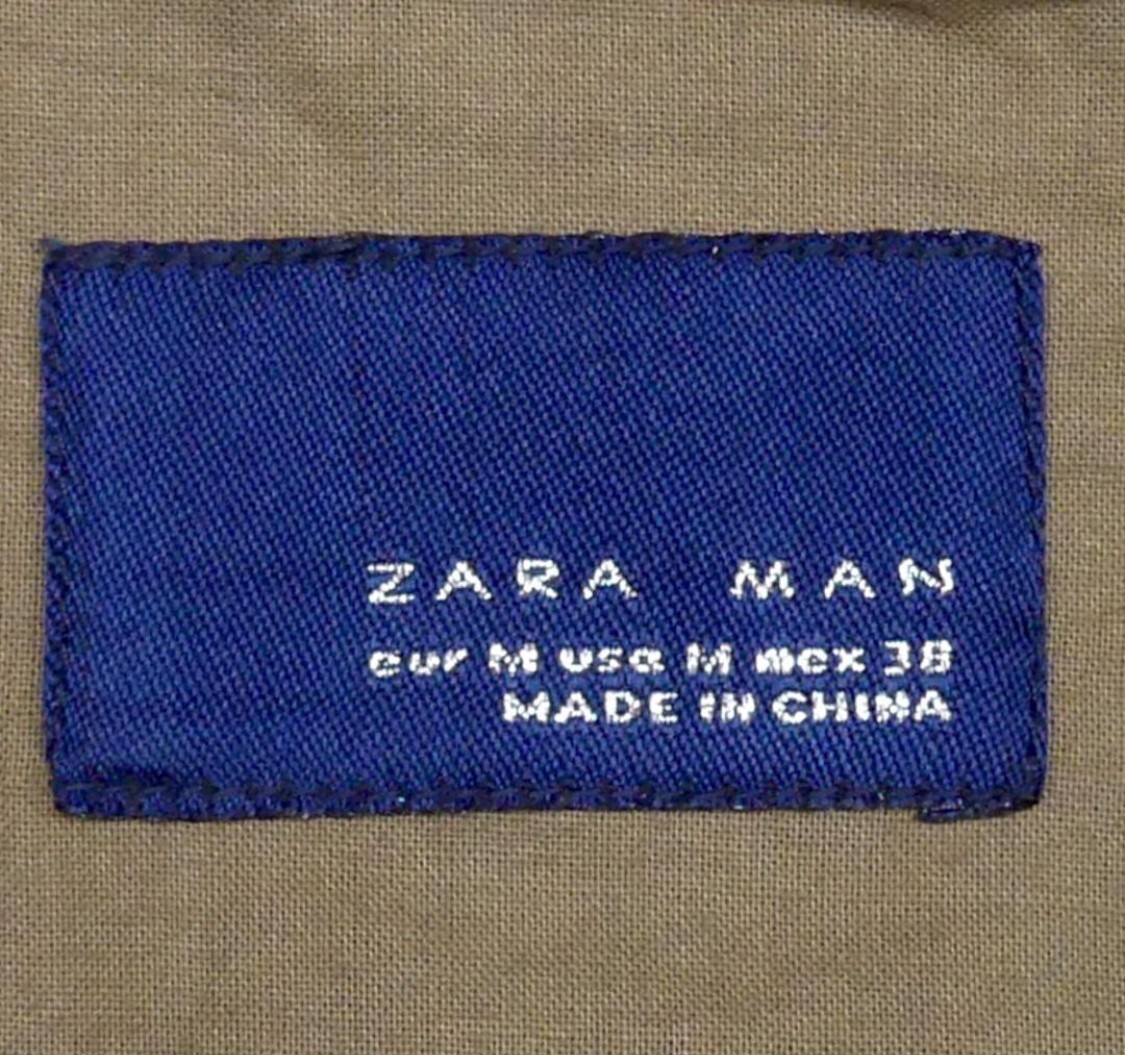 ZARA MAN
eur M usa M mex 38
MADE IN CHINA